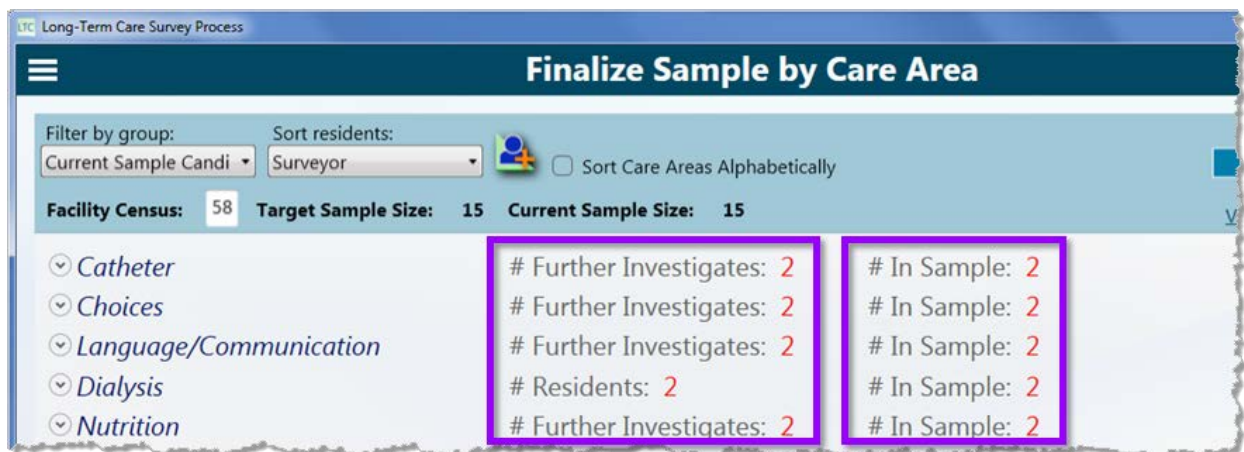 LTC Long-Term Care Survey Process
Finalize Sample by Care Area
Filter by group: Sort residents:
Current Sample Candi Surveyor Sort Care Areas Alphabetically
Facility Census: 58 Target Sample Size: 15 Current Sample Size: 15
Catheter # Further Investigates: 2 # In Sample: 2
Choices # Further Investigates: 2 # In Sample: 2
Language/Communication # Further Investigates: 2 # In Sample: 2
Dialysis # Residents: 2 # In Sample: 2
Nutrition # Further Investigates: 2 # In Sample: 2